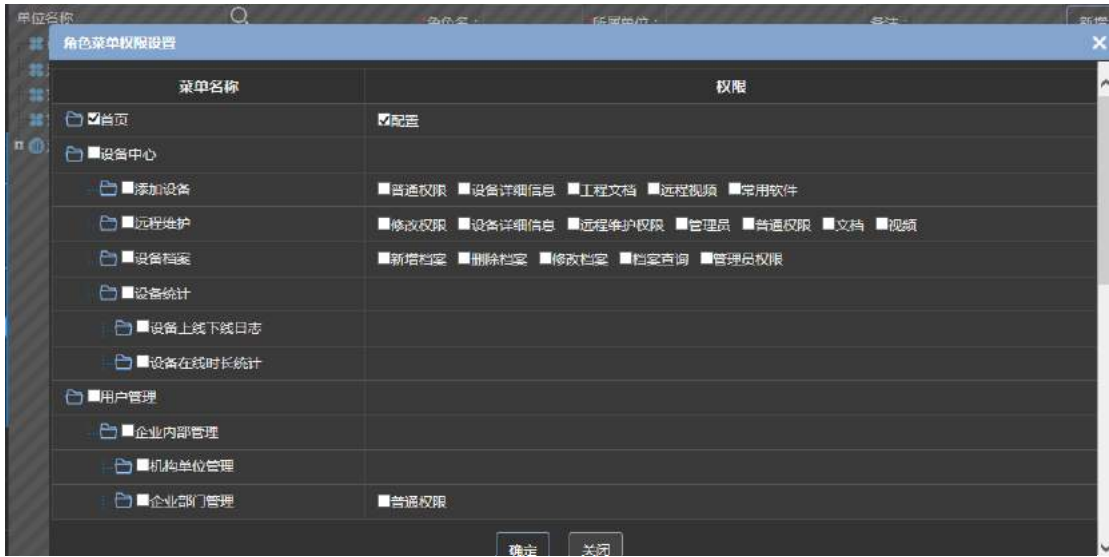 单位名称 *角色名： *所属单位： 备注： 新增
角色菜单权限设置
菜单名称 权限
首页 配置
设备中心
添加设备 普通权限 设备详细信息 工程文档 远程视频 常用软件
远程维护 修改权限 设备详细信息 远程维护权限 管理员 普通权限 文档 视频
设备档案 新增档案 删除档案 修改档案 档案查询 管理员权限
设备统计
设备上线下线日志
设备在线时长统计
用户管理
企业内部管理
机构单位管理
企业部门管理 普通权限
确定 关闭